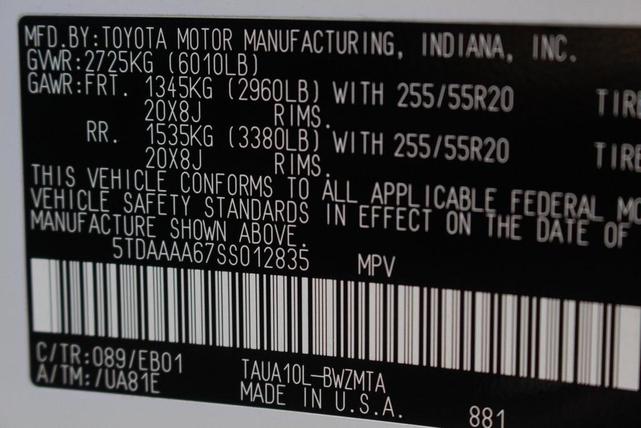 MFD.BY:TOYOTA MOTOR MANUFACTURING, INDIANA, INC.
GVWR:2725KG (6010LB)
GAWR:FRT. 1345KG (2960LB) WITH 255/55R20 TIRE
20X8J RIMS.
RR. 1535KG (3380LB) WITH 255/55R20 TIRE
20X8J RIMS.
THIS VEHICLE CONFORMS TO ALL APPLICABLE FEDERAL MO
VEHICLE SAFETY STANDARDS IN EFFECT ON THE DATE OF
MANUFACTURE SHOWN ABOVE.
5TDAAAA67SS012835 MPV
C/TR:089/EB01
A/TM:/UA81E
TAUA10L-BWZMTA
MADE IN U.S.A. 881